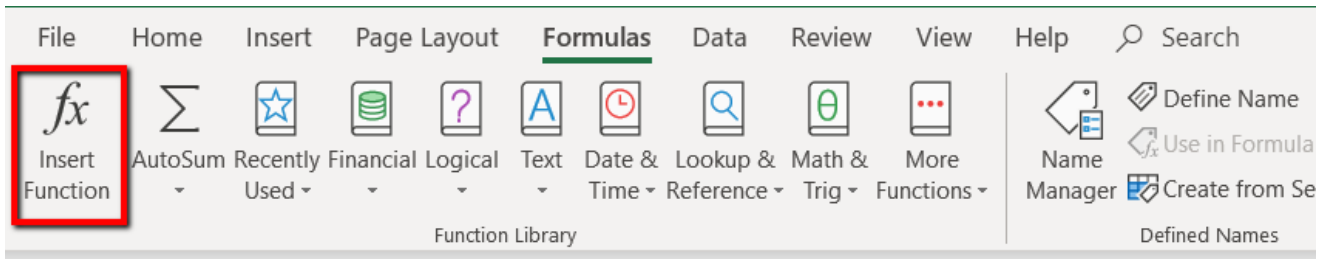 File Home Insert Page Layout Formulas Data Review View Help Search
fx
Insert Function
AutoSum
Recently Used
Financial
Logical
A
Text
Date & Time
Lookup & Reference
θ
Math & Trig
More Functions
Function Library
Name Manager
Define Name
fx Use in Formula
Create from Se
Defined Names